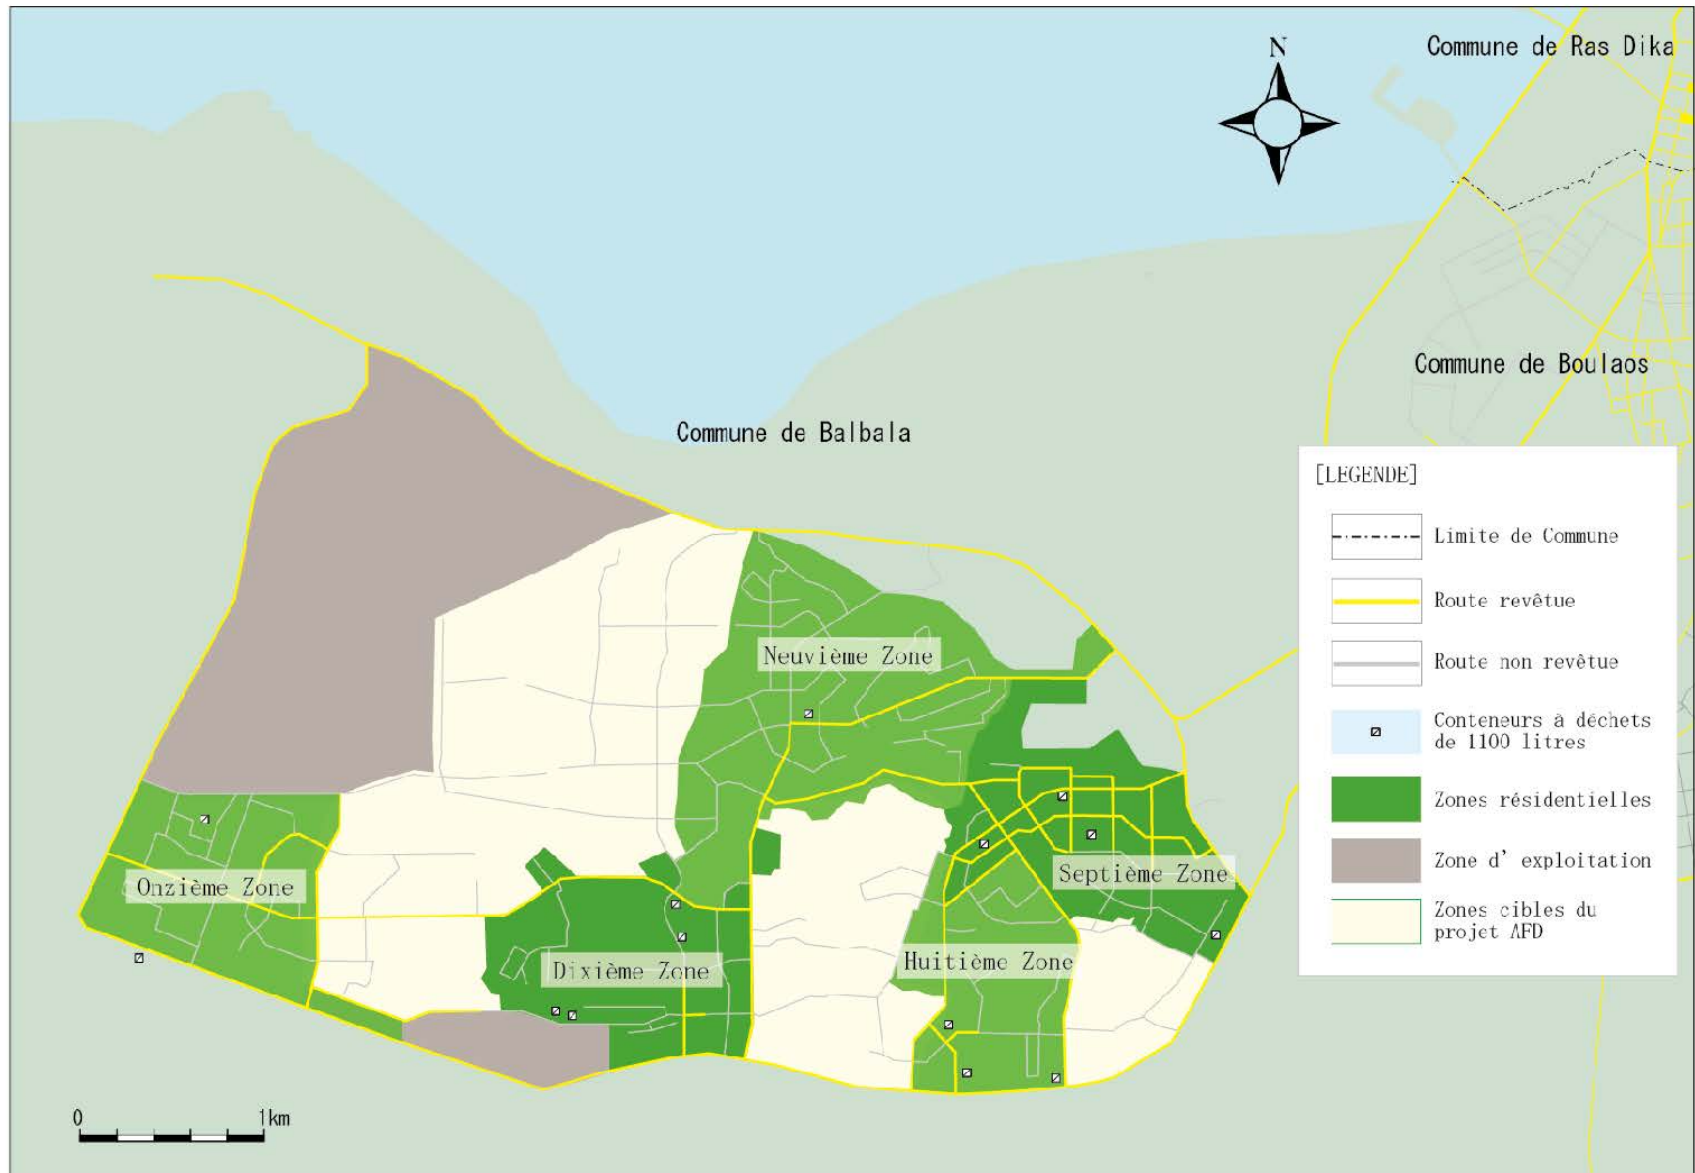 Commune de Ras Dika
N
Commune de Boulaos
Commune de Balbala
[LEGENDE]
Limite de Commune
Route revêtue
Route non revêtue
Conteneurs à déchets
de 1100 litres
Zones résidentielles
Zone d' exploitation
Zones cibles du
projet AFD
Neuvième Zone
Septième Zone
Onzième Zone
Huitième Zone
Dixième Zone
0 1km